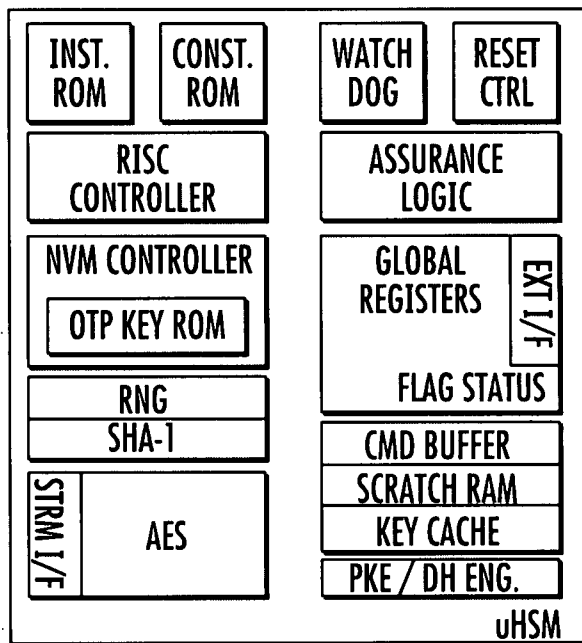 INST.
ROM
CONST.
ROM
WATCH
DOG
RESET
CTRL
RISC
CONTROLLER
ASSURANCE
LOGIC
NVM CONTROLLER
OTP KEY ROM
GLOBAL
REGISTERS
EXT I/F
FLAG STATUS
RNG
SHA-1
CMD BUFFER
SCRATCH RAM
KEY CACHE
STRM I/F
AES
PKE / DH ENG.
uHSM